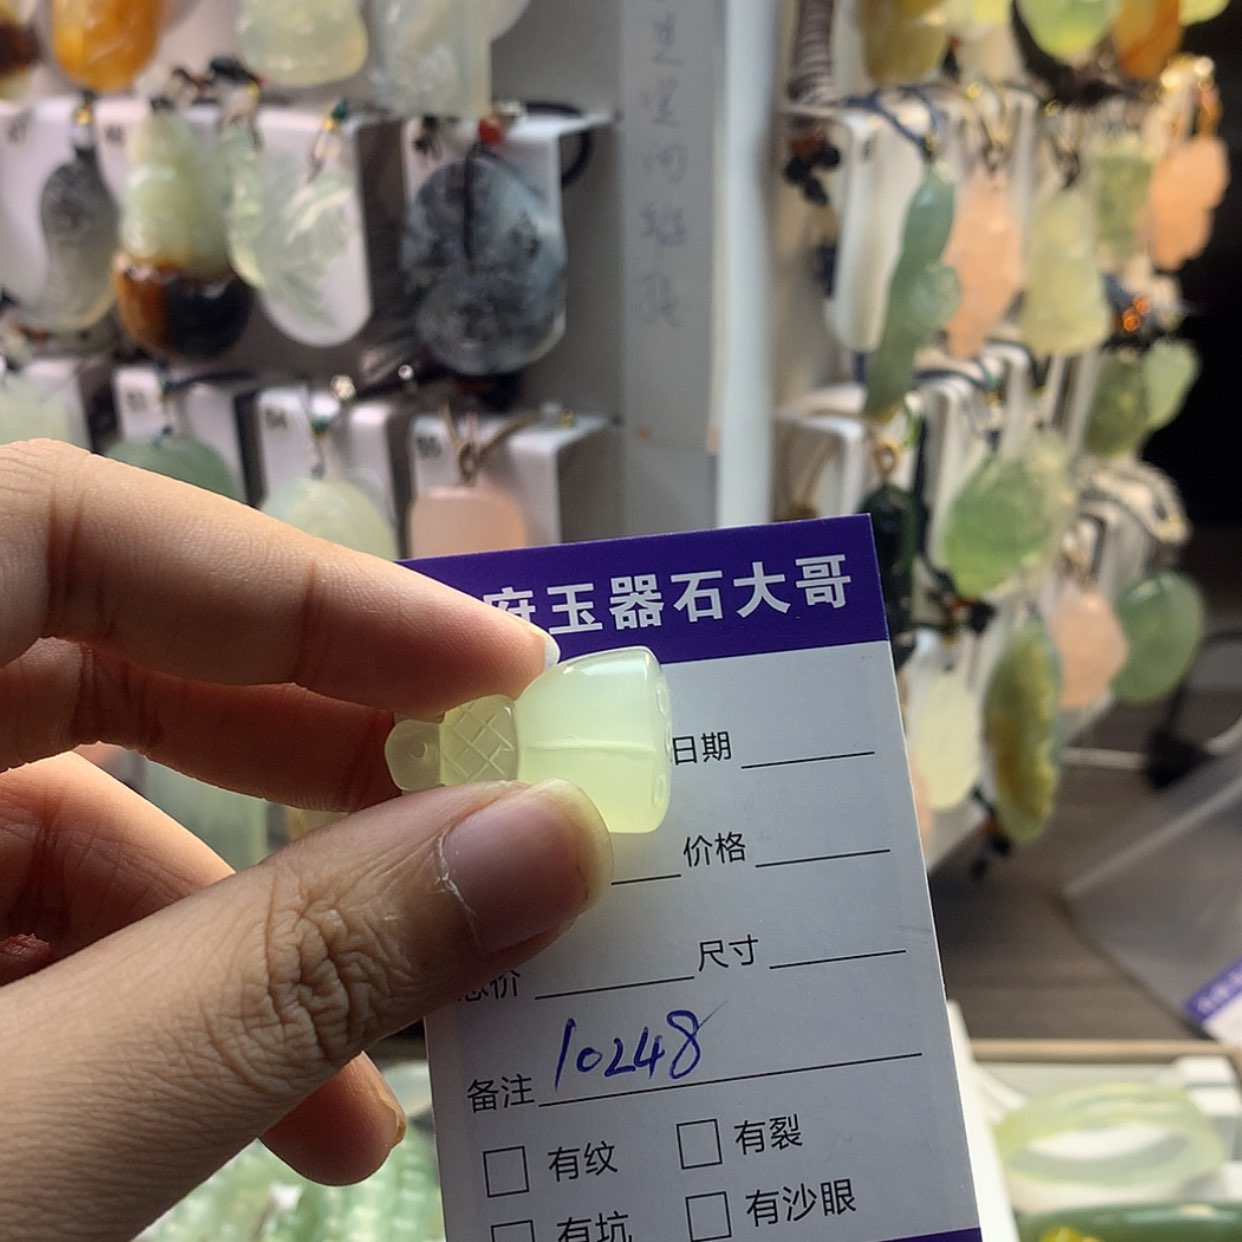 府玉器石大哥
日期
价格
尺寸
总价
备注 10248
有纹 有裂
有坑 有沙眼